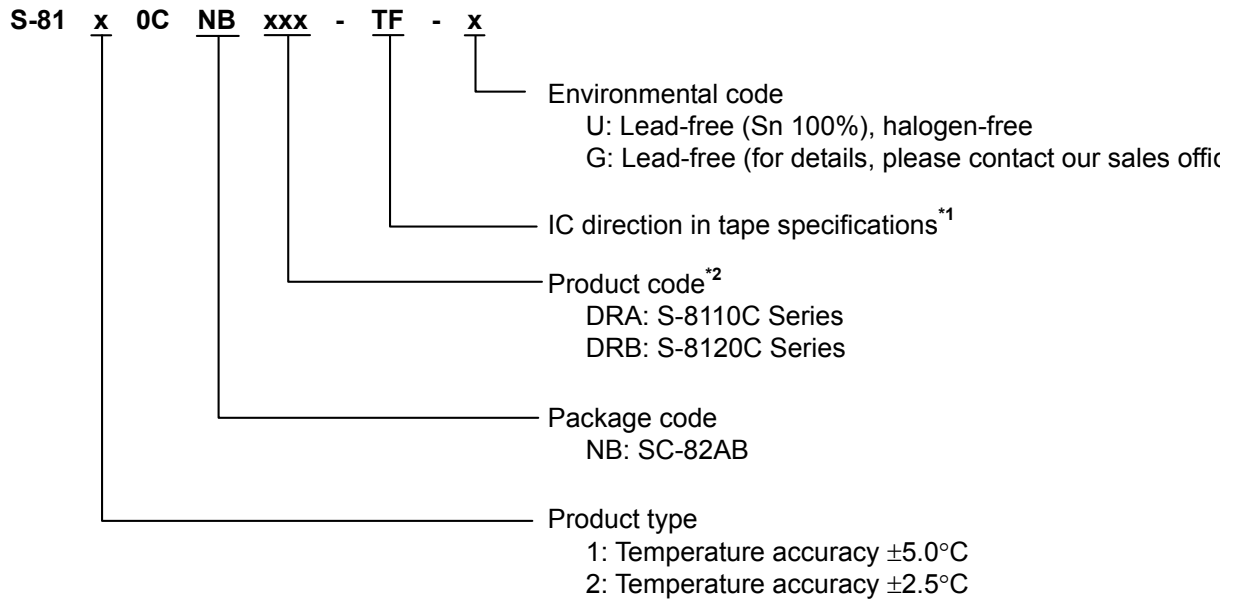 S-81 x 0C NB xxx - TF - x
Environmental code
U: Lead-free (Sn 100%), halogen-free
G: Lead-free (for details, please contact our sales
IC direction in tape specifications*1
Product code*2
DRA: S-8110C Series
DRB: S-8120C Series
Package code
NB: SC-82AB
Product type
1: Temperature accuracy ±5.0°C
2: Temperature accuracy ±2.5°C